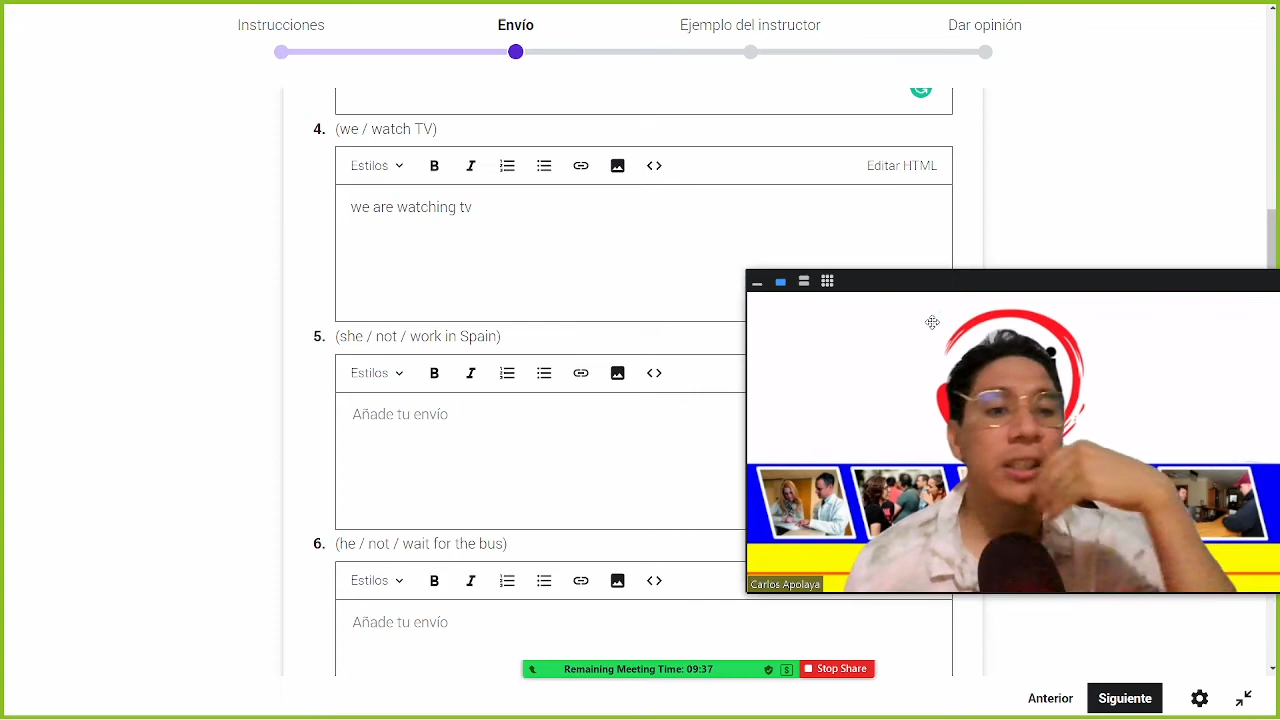 Instrucciones
Envío
Ejemplo del instructor
Dar opinión
4. (we / watch TV)
Estilos
Editar HTML
we are watching tv
5. (she / not / work in Spain)
Estilos
Añade tu envío
6. (he / not / wait for the bus)
Estilos
Añade tu envío
Carlos Apolaya
Remaining Meeting Time: 09:37
Stop Share
Anterior
Siguiente